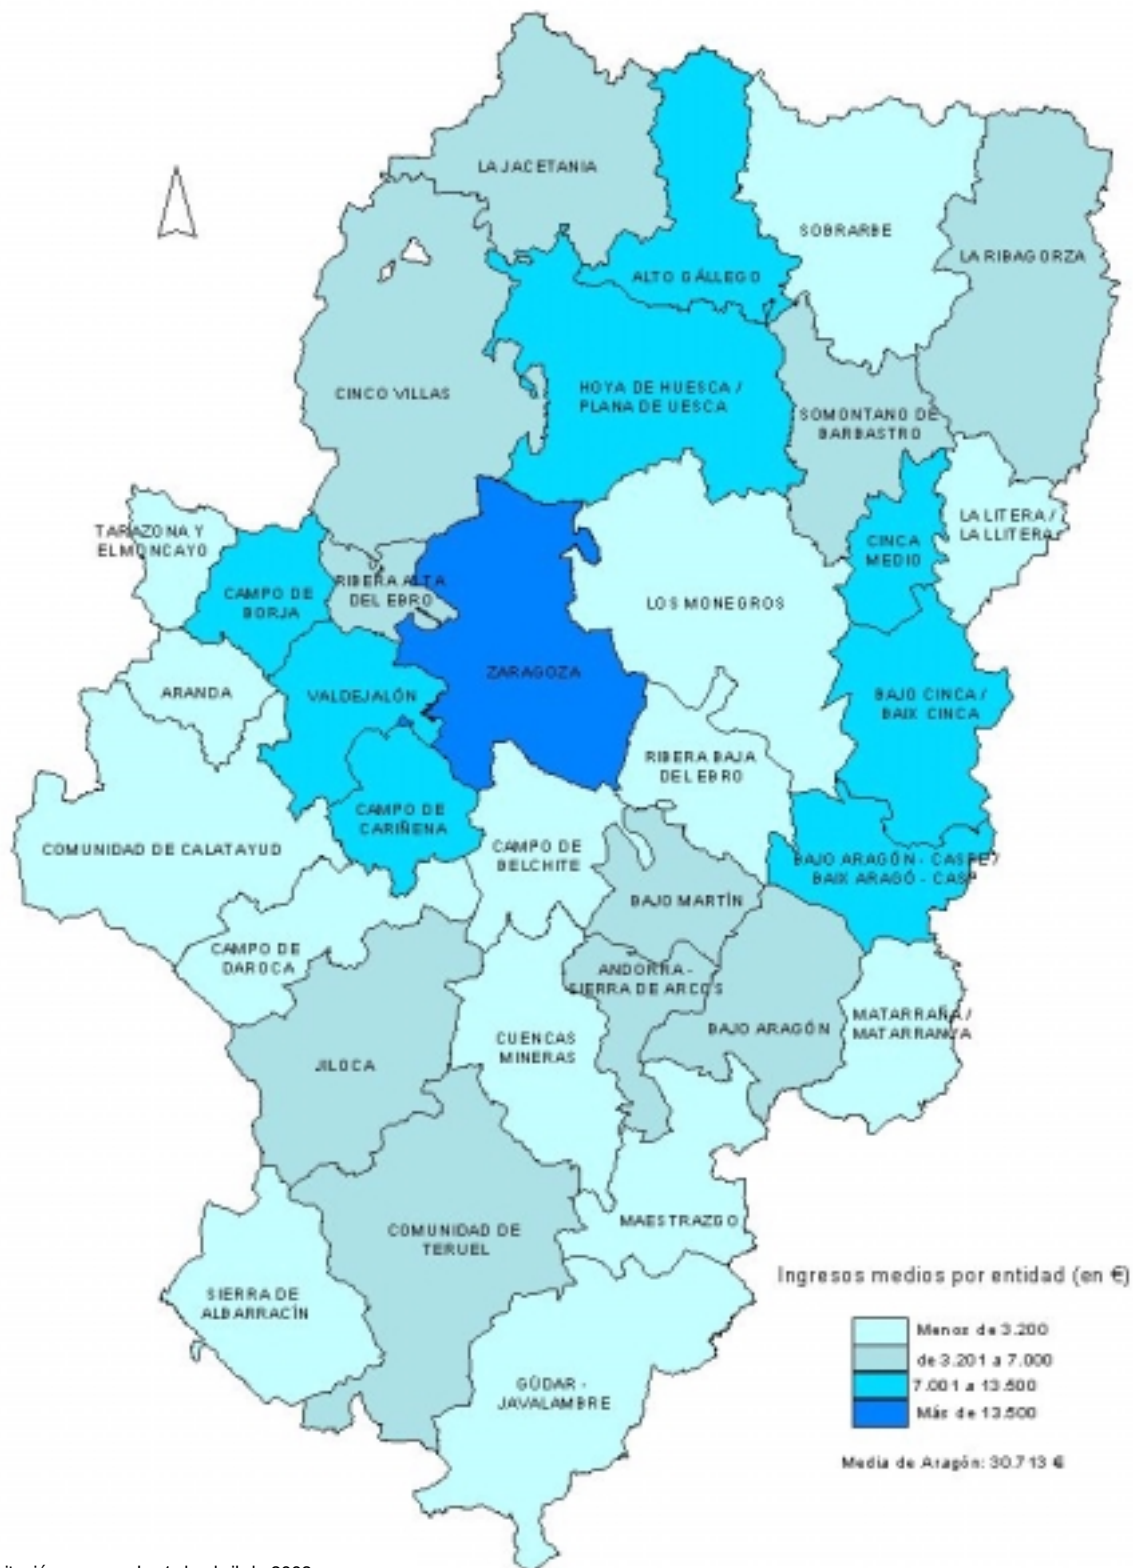 LA JACETANIA
SOBRARBE
LA RIBAGORZA
ALTO GÁLLEGO
CINCO VILLAS
HOYA DE HUESCA /
PLANA DE UESCA
SOMONTANO DE
BARBASTRO
TARAZONA Y
EL MONCAYO
LA LITERA /
LA LLITERA
CINCA
MEDIO
RIBERA ALTA
DEL EBRO
CAMPO DE
BORJA
LOS MONEGROS
ZARAGOZA
ARANDA
VALDEJALÓN
BAJO CINCA /
BAIX CINCA
RIBERA BAJA
DEL EBRO
CAMPO DE
CARIÑENA
COMUNIDAD DE CALATAYUD
CAMPO DE
BELCHITE
BAJO ARAGÓN - CASPE /
BAIX ARAGÓ - CASP
BAJO MARTÍN
CAMPO DE
DAROCA
ANDORRA -
SIERRA DE ARCOS
BAJO ARAGÓN
MATARRAÑA /
MATARRANYA
CUENCAS
MINERAS
JILOCA
MAESTRAZGO
COMUNIDAD DE
TERUEL
SIERRA DE
ALBARRACÍN
GÚDAR -
JAVALAMBRE
Ingresos medios por entidad (en €)
Menos de 3.200
de 3.201 a 7.000
7.001 a 13.500
Más de 13.500
Media de Aragón: 30.713 €